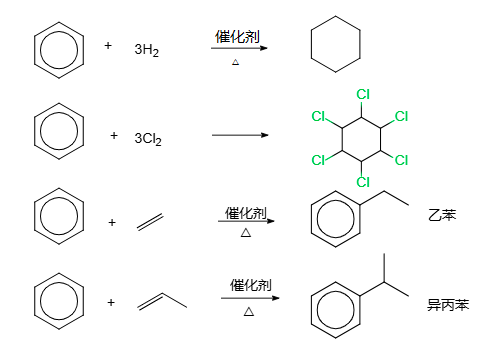 + 3H2 催化剂
△
+ 3Cl2
Cl
Cl Cl
Cl Cl
Cl
+ 催化剂
△ 乙苯
+ 催化剂
△ 异丙苯